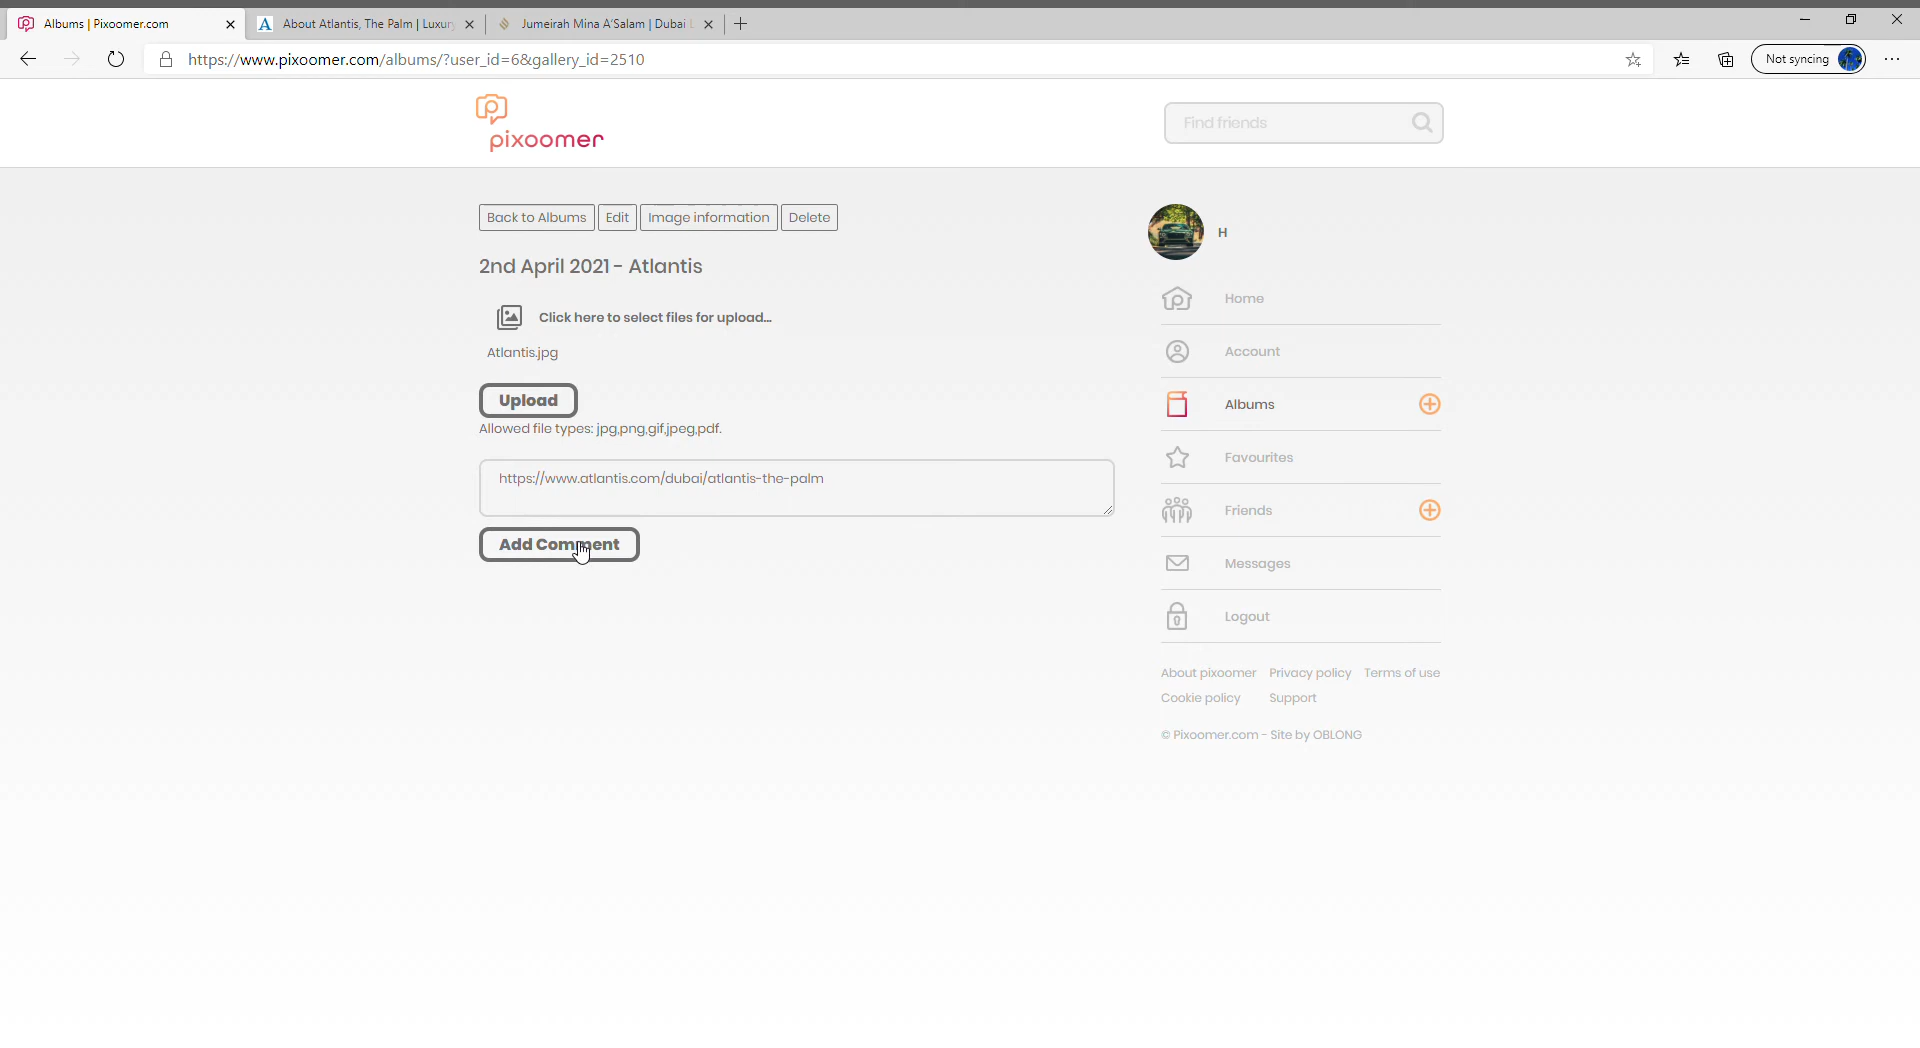 Albums | Pixoomer.com
About Atlantis, The Palm | Luxury
Jumeirah Mina A'Salam | Dubai L
https://www.pixoomer.com/albums/?user_id=6&gallery_id=2510
Not syncing
pixoomer
Find friends
Back to Albums Edit Image information Delete
H
2nd April 2021 - Atlantis
Click here to select files for upload...
Atlantis.jpg
Upload
Allowed file types: jpg,png,gif,jpeg,pdf.
https://www.atlantis.com/dubai/atlantis-the-palm
Add Comment
Home
Account
Albums
Favourites
Friends
Messages
Logout
About pixoomer Privacy policy Terms of use
Cookie policy Support
© Pixoomer.com - Site by OBLONG